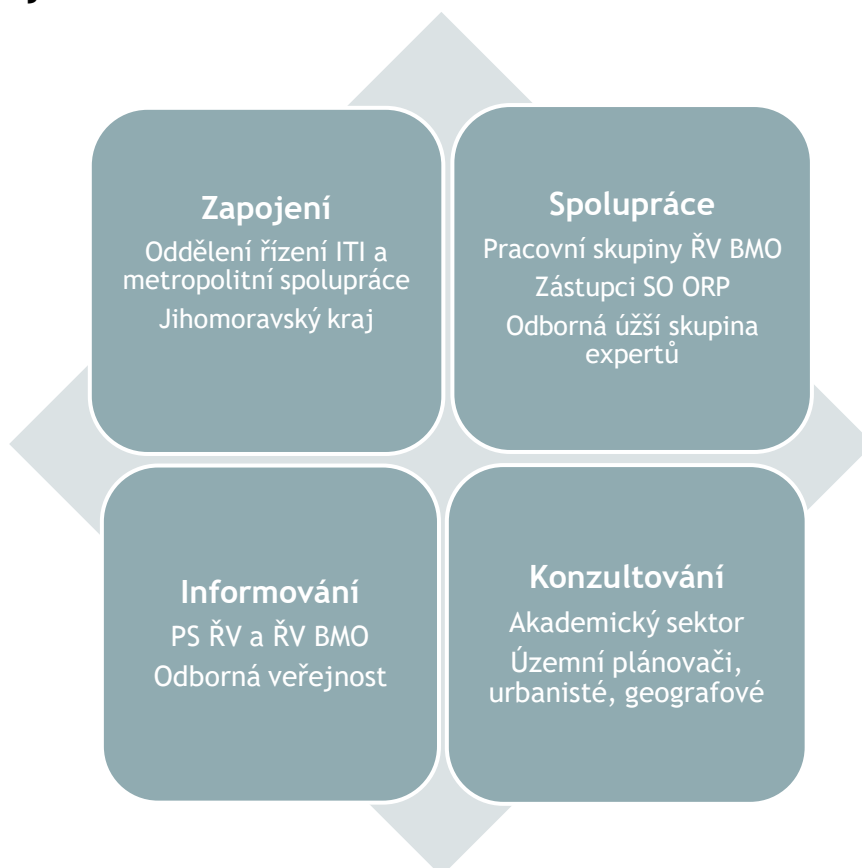 Zapojení
Oddělení řízení ITI a
metropolitní spolupráce
Jihomoravský kraj
Spolupráce
Pracovní skupiny ŘV BMO
Zástupci SO ORP
Odborná úžší skupina
expertů
Informování
PS ŘV a ŘV BMO
Odborná veřejnost
Konzultování
Akademický sektor
Územní plánovači,
urbanisté, geografové